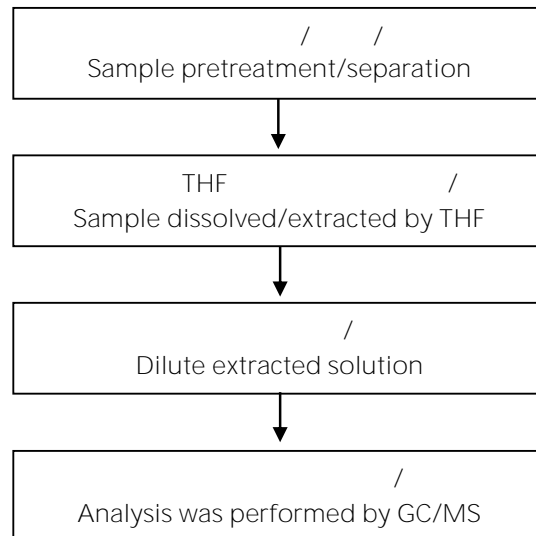 / /
Sample pretreatment/separation
THF /
Sample dissolved/extracted by THF
/
Dilute extracted solution
/
Analysis was performed by GC/MS